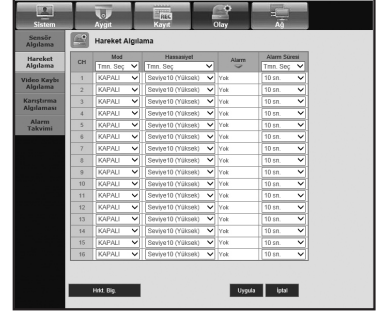 Sistem Aygıt Kayıt Olay Ağ
REC
Sensör Algılama
Hareket Algılama
Video Kaybı Algılama
Karıştırma Algılaması
Alarm Takvimi
Hareket Algılama
CH Mod Hassasiyet Alarm Alarm Süresi
Tmn. Seç Tmn. Seç Tmn. Seç
1 KAPALI Seviye10 (Yüksek) Yok 10 sn.
2 KAPALI Seviye10 (Yüksek) Yok 10 sn.
3 KAPALI Seviye10 (Yüksek) Yok 10 sn.
4 KAPALI Seviye10 (Yüksek) Yok 10 sn.
5 KAPALI Seviye10 (Yüksek) Yok 10 sn.
6 KAPALI Seviye10 (Yüksek) Yok 10 sn.
7 KAPALI Seviye10 (Yüksek) Yok 10 sn.
8 KAPALI Seviye10 (Yüksek) Yok 10 sn.
9 KAPALI Seviye10 (Yüksek) Yok 10 sn.
10 KAPALI Seviye10 (Yüksek) Yok 10 sn.
11 KAPALI Seviye10 (Yüksek) Yok 10 sn.
12 KAPALI Seviye10 (Yüksek) Yok 10 sn.
13 KAPALI Seviye10 (Yüksek) Yok 10 sn.
14 KAPALI Seviye10 (Yüksek) Yok 10 sn.
15 KAPALI Seviye10 (Yüksek) Yok 10 sn.
16 KAPALI Seviye10 (Yüksek) Yok 10 sn.
Hrkt. Blg. Uygula İptal